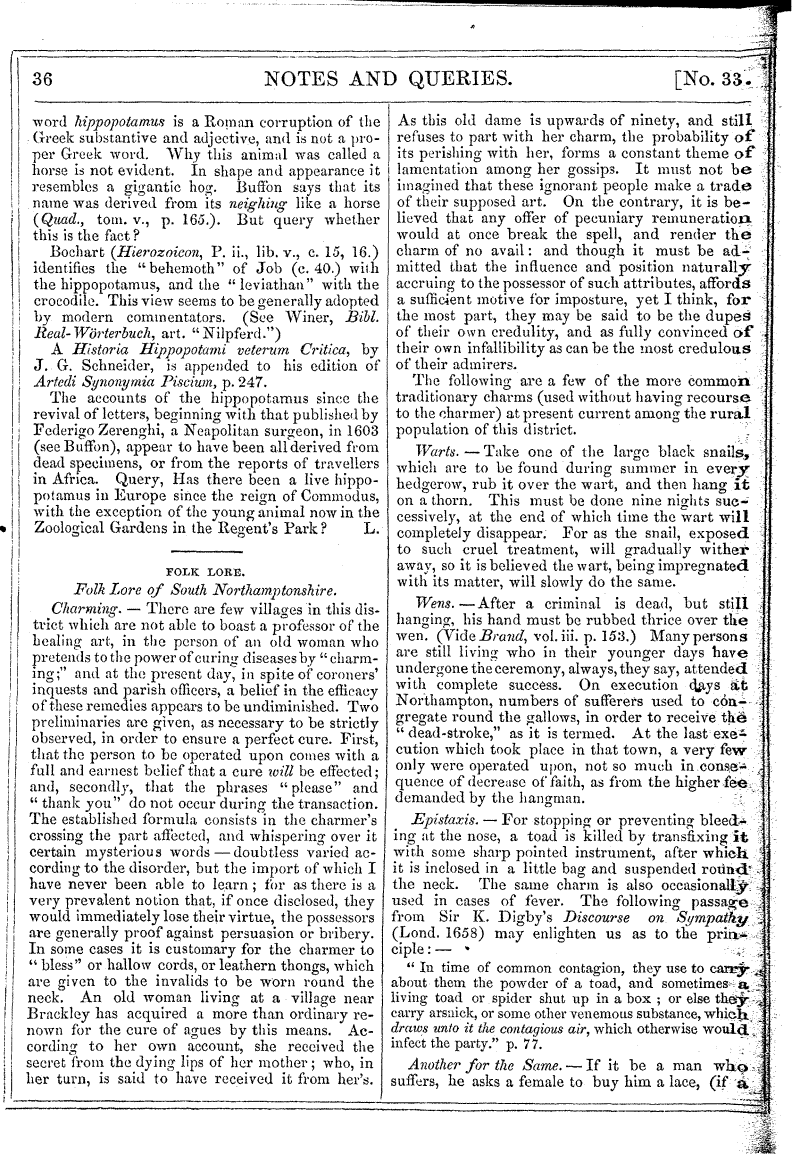 36 NOTES AND QUERIES. [No. 33.
word hippopotamus is a Roman corruption of the
Greek substantive and adjective, and is not a pro-
per Greek word. Why this animal was called a
horse is not evident. In shape and appearance it
resembles a gigantic hog. Buffon says that its
name was derived from its neighing like a horse
(Quad., tom. v., p. 165.). But query whether
this is the fact?
Bochart (Hierozoicon, P. ii., lib. v., c. 15, 16.)
identifies the "behemoth" of Job (c. 40.) with
the hippopotamus, and the "leviathan" with the
crocodile. This view seems to be generally adopted
by modern commentators. (See Winer, Bibl.
Real-Wörterbuch, art. "Nilpferd.")
A Historia Hippopotami veterum Critica, by
J. G. Schneider, is appended to his edition of
Artedi Synonymia Piscium, p. 247.
The accounts of the hippopotamus since the
revival of letters, beginning with that published by
Federigo Zerenghi, a Neapolitan surgeon, in 1603
(see Buffon), appear to have been all derived from
dead specimens, or from the reports of travellers
in Africa. Query, Has there been a live hippo-
potamus in Europe since the reign of Commodus,
with the exception of the young animal now in the
Zoological Gardens in the Regent's Park? L.
FOLK LORE.
Folk Lore of South Northamptonshire.
Charming. — There are few villages in this dis-
trict which are not able to boast a professor of the
healing art, in the person of an old woman who
pretends to the power of curing diseases by "charm-
ing;" and at the present day, in spite of coroners'
inquests and parish officers, a belief in the efficacy
of these remedies appears to be undiminished. Two
preliminaries are given, as necessary to be strictly
observed, in order to ensure a perfect cure. First,
that the person to be operated upon comes with a
full and earnest belief that a cure will be effected;
and, secondly, that the phrases "please" and
"thank you" do not occur during the transaction.
The established formula consists in the charmer's
crossing the part affected, and whispering over it
certain mysterious words — doubtless varied ac-
cording to the disorder, but the import of which I
have never been able to learn; for as there is a
very prevalent notion that, if once disclosed, they
would immediately lose their virtue, the possessors
are generally proof against persuasion or bribery.
In some cases it is customary for the charmer to
"bless" or hallow cords, or leathern thongs, which
are given to the invalids to be worn round the
neck. An old woman living at a village near
Brackley has acquired a more than ordinary re-
nown for the cure of agues by this means. Ac-
cording to her own account, she received the
secret from the dying lips of her mother; who, in
her turn, is said to have received it from her's.
As this old dame is upwards of ninety, and still
refuses to part with her charm, the probability of
its perishing with her, forms a constant theme of
lamentation among her gossips. It must not be
imagined that these ignorant people make a trade
of their supposed art. On the contrary, it is be-
lieved that any offer of pecuniary remuneration
would at once break the spell, and render the
charm of no avail: and though it must be ad-
mitted that the influence and position naturally
accruing to the possessor of such attributes, affords
a sufficient motive for imposture, yet I think, for
the most part, they may be said to be the dupes
of their own credulity, and as fully convinced of
their own infallibility as can be the most credulous
of their admirers.
The following are a few of the more common
traditionary charms (used without having recourse
to the charmer) at present current among the rural
population of this district.
Warts. — Take one of the large black snails,
which are to be found during summer in every
hedgerow, rub it over the wart, and then hang it
on a thorn. This must be done nine nights suc-
cessively, at the end of which time the wart will
completely disappear. For as the snail, exposed
to such cruel treatment, will gradually wither
away, so it is believed the wart, being impregnated
with its matter, will slowly do the same.
Wens. — After a criminal is dead, but still
hanging, his hand must be rubbed thrice over the
wen. (Vide Brand, vol. iii. p. 153.) Many persons
are still living who in their younger days have
undergone the ceremony, always, they say, attended
with complete success. On execution days at
Northampton, numbers of sufferers used to con-
gregate round the gallows, in order to receive the
"dead-stroke," as it is termed. At the last exe-
cution which took place in that town, a very few
only were operated upon, not so much in conse-
quence of decrease of faith, as from the higher fee
demanded by the hangman.
Epistaxis. — For stopping or preventing bleed-
ing at the nose, a toad is killed by transfixing it
with some sharp pointed instrument, after which
it is inclosed in a little bag and suspended round
the neck. The same charm is also occasionally
used in cases of fever. The following passage
from Sir K. Digby's Discourse on Sympathy
(Lond. 1658) may enlighten us as to the prin-
ciple: —
"In time of common contagion, they use to carry
about them the powder of a toad, and sometimes a
living toad or spider shut up in a box; or else they
carry arsnick, or some other venemous substance, which
draws unto it the contagious air, which otherwise would
infect the party." p. 77.
Another for the Same. — If it be a man who
suffers, he asks a female to buy him a lace, (if a